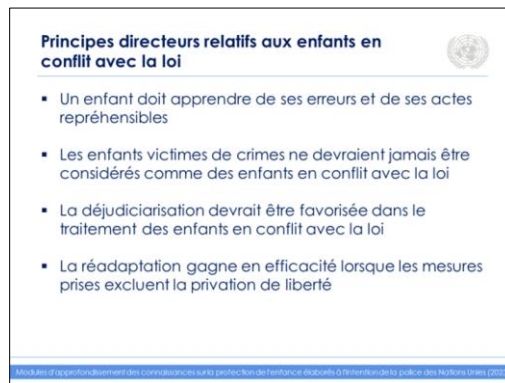 Principes directeurs relatifs aux enfants en
conflit avec la loi
▪ Un enfant doit apprendre de ses erreurs et de ses actes
répréhensibles
▪ Les enfants victimes de crimes ne devraient jamais être
considérés comme des enfants en conflit avec la loi
▪ La déjudiciarisation devrait être favorisée dans le
traitement des enfants en conflit avec la loi
▪ La réadaptation gagne en efficacité lorsque les mesures
prises excluent la privation de liberté
Modules d'approfondissement des connaissances sur la protection de l'enfance élaborés à l'intention de la police des Nations Unies